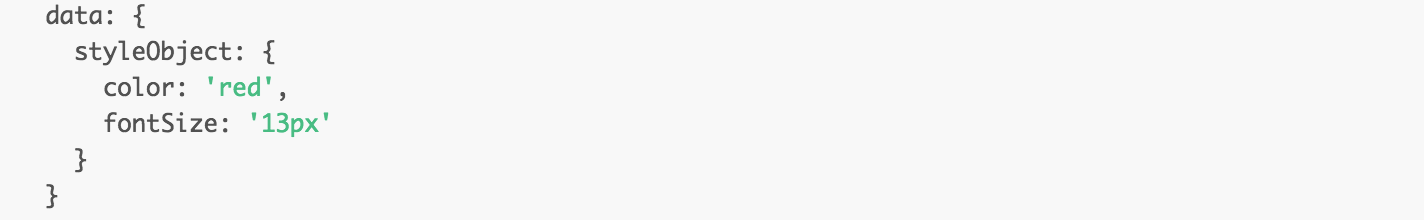 data: {
  styleObject: {
    color: 'red',
    fontSize: '13px'
  }
}